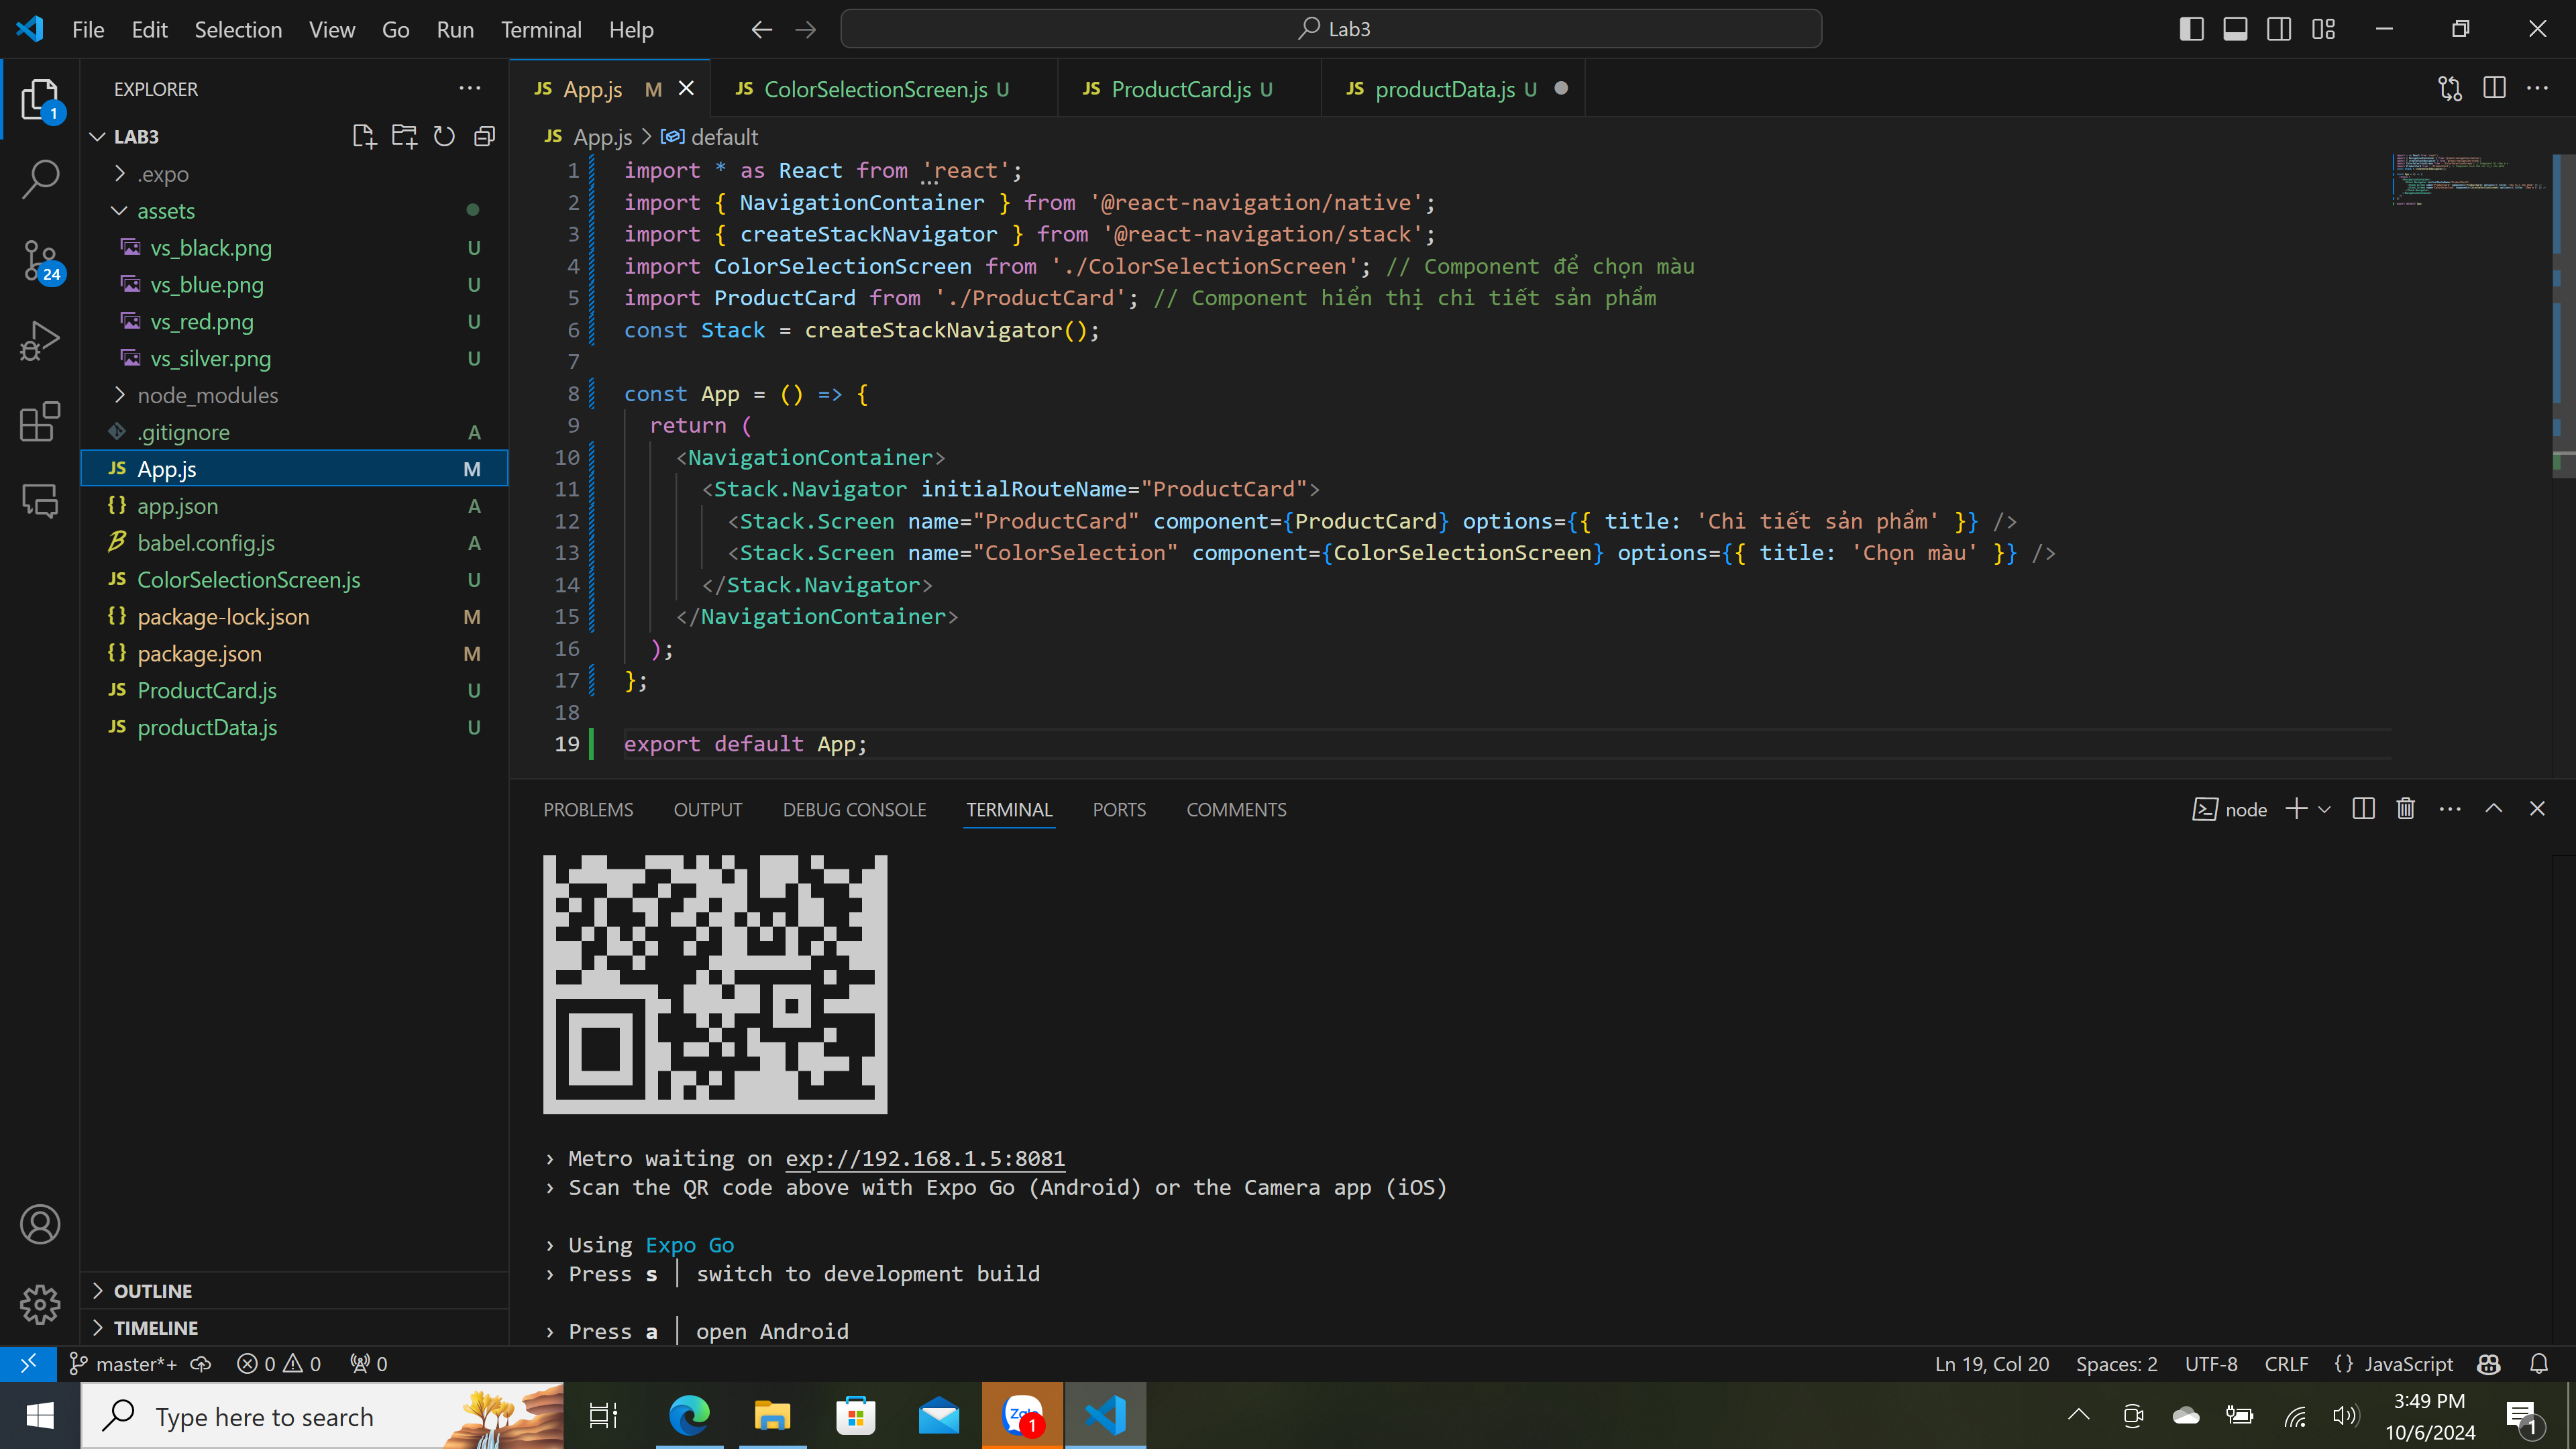 File Edit Selection View Go Run Terminal Help
Lab3
EXPLORER
LAB3
.expo
assets
vs_black.png U
vs_blue.png U
vs_red.png U
vs_silver.png U
node_modules
.gitignore A
JS App.js M
{} app.json A
babel.config.js A
JS ColorSelectionScreen.js U
{} package-lock.json M
{} package.json M
JS ProductCard.js U
JS productData.js U
OUTLINE
TIMELINE
1
24
JS App.js M JS ColorSelectionScreen.js U JS ProductCard.js U JS productData.js U
JS App.js > default
1 import * as React from 'react';
2 import { NavigationContainer } from '@react-navigation/native';
3 import { createStackNavigator } from '@react-navigation/stack';
4 import ColorSelectionScreen from './ColorSelectionScreen'; // Component để chọn màu
5 import ProductCard from './ProductCard'; // Component hiển thị chi tiết sản phẩm
6 const Stack = createStackNavigator();
7
8 const App = () => {
9 return (
10 <NavigationContainer>
11 <Stack.Navigator initialRouteName="ProductCard">
12 <Stack.Screen name="ProductCard" component={ProductCard} options={{ title: 'Chi tiết sản phẩm' }} />
13 <Stack.Screen name="ColorSelection" component={ColorSelectionScreen} options={{ title: 'Chọn màu' }} />
14 </Stack.Navigator>
15 </NavigationContainer>
16 );
17 };
18
19 export default App;
PROBLEMS OUTPUT DEBUG CONSOLE TERMINAL PORTS COMMENTS
node
› Metro waiting on exp://192.168.1.5:8081
› Scan the QR code above with Expo Go (Android) or the Camera app (iOS)
› Using Expo Go
› Press s │ switch to development build
› Press a │ open Android
master*+ 0 0 0
Ln 19, Col 20 Spaces: 2 UTF-8 CRLF {} JavaScript
Type here to search
Zalo 1
3:49 PM
10/6/2024
1